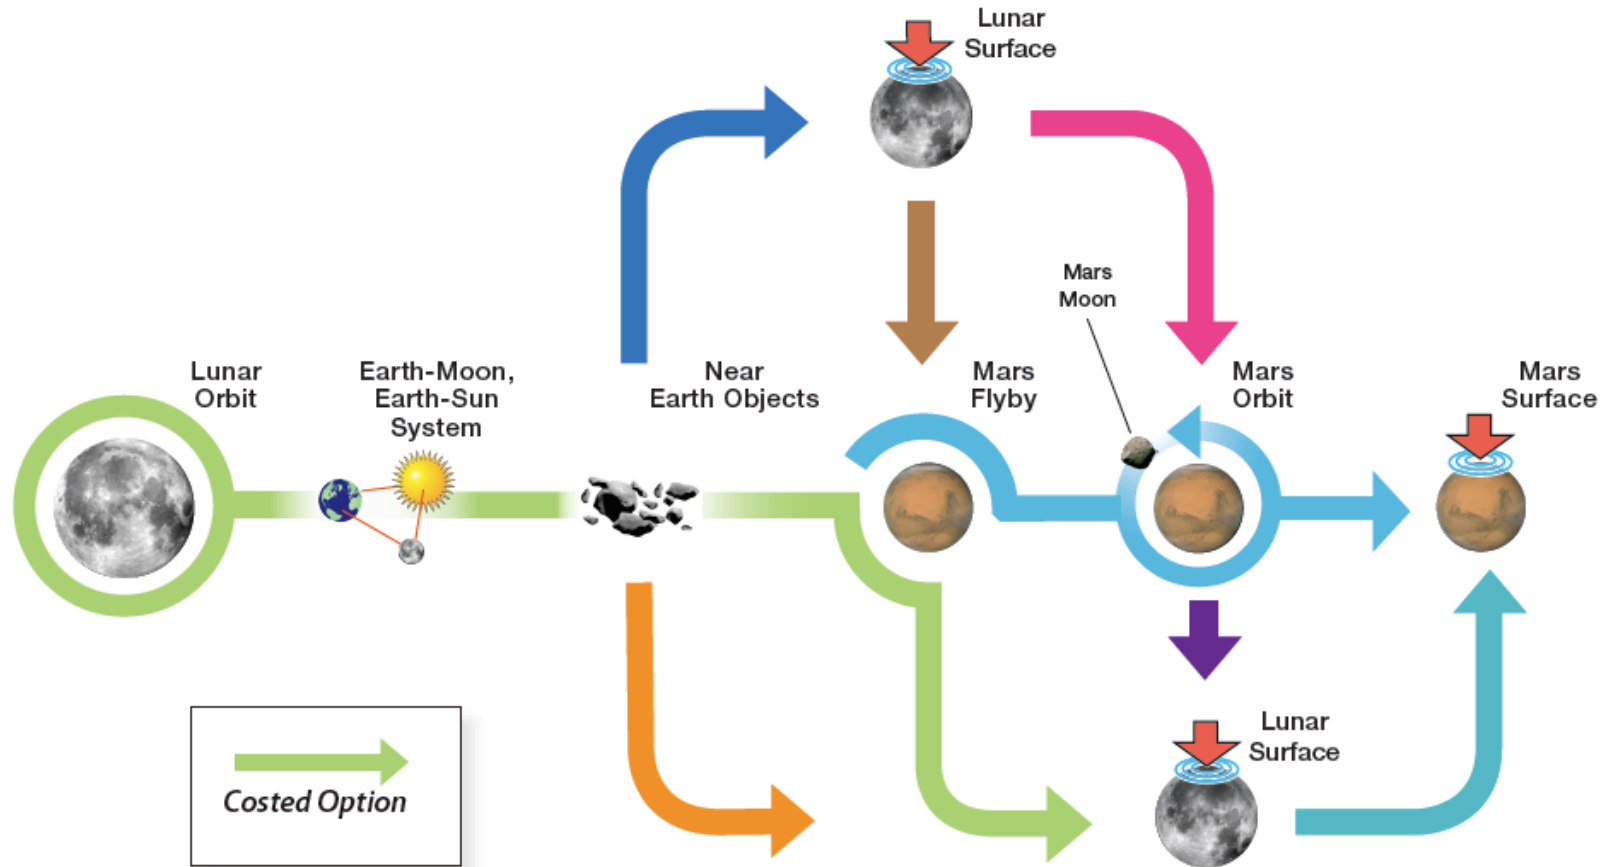 Lunar
Surface
Mars
Moon
Lunar
Orbit
Earth-Moon,
Earth-Sun
System
Near
Earth Objects
Mars
Flyby
Mars
Orbit
Mars
Surface
Lunar
Surface
Costed Option